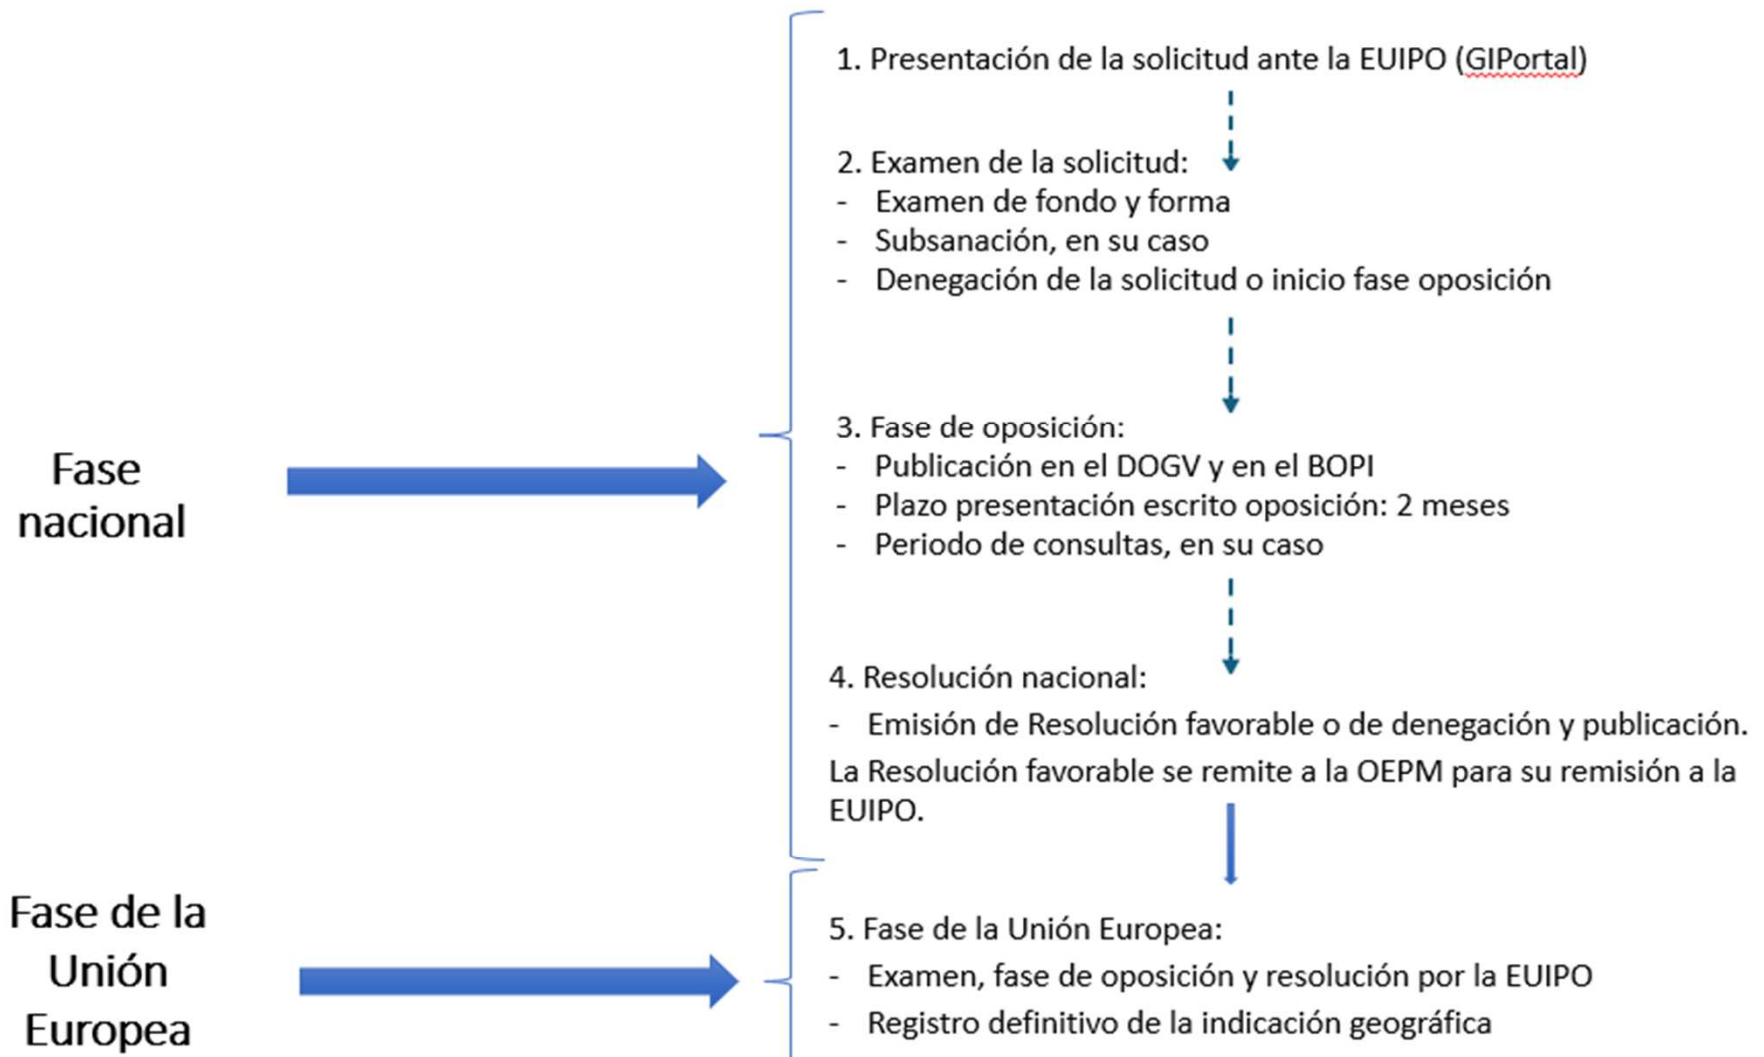 1. Presentación de la solicitud ante la EUIPO (GIPortal)
2. Examen de la solicitud:
- Examen de fondo y forma
- Subsanación, en su caso
- Denegación de la solicitud o inicio fase oposición
Fase
nacional
3. Fase de oposición:
- Publicación en el DOGV y en el BOPI
- Plazo presentación escrito oposición: 2 meses
- Periodo de consultas, en su caso
4. Resolución nacional:
- Emisión de Resolución favorable o de denegación y publicación.
La Resolución favorable se remite a la OEPM para su remisión a la
EUIPO.
Fase de la
Unión
Europea
5. Fase de la Unión Europea:
- Examen, fase de oposición y resolución por la EUIPO
- Registro definitivo de la indicación geográfica